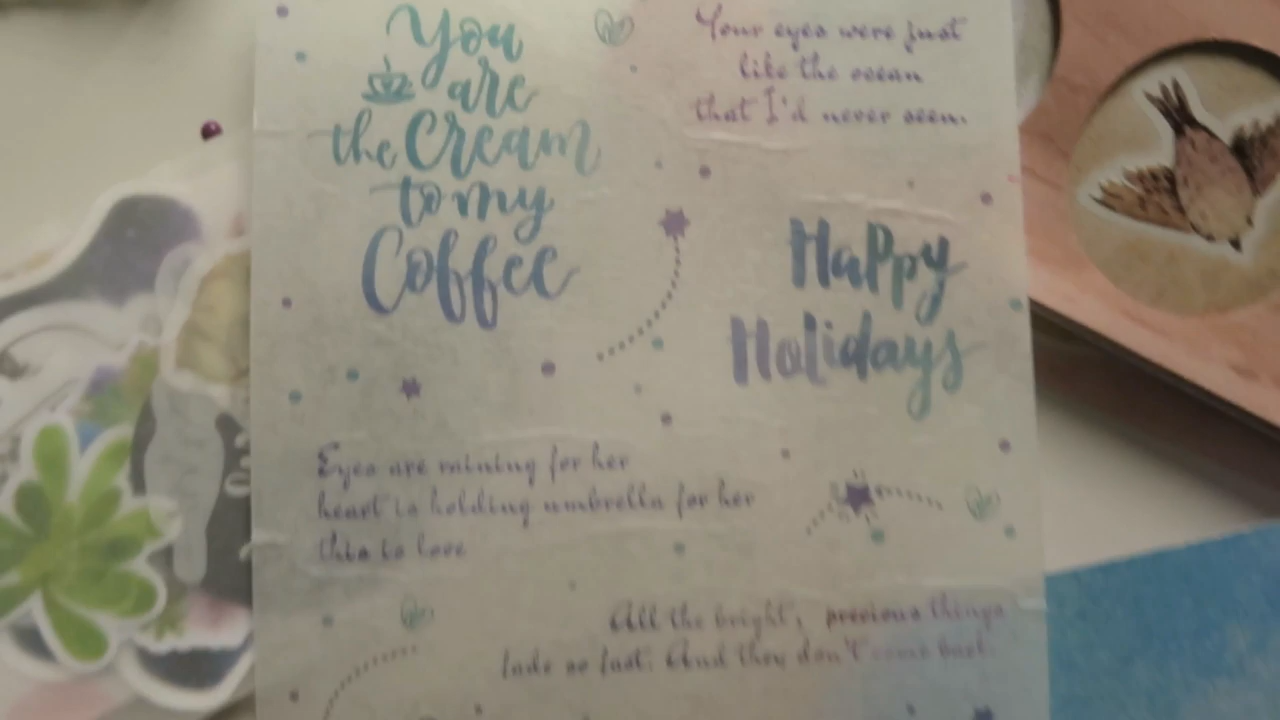 You
are
the Cream
to my
Coffee
Your eyes were just
like the ocean
that I'd never seem.
Happy
Holidays
Eyes are raining for her
heart is holding umbrella for her
this is love
All the bright, precious things
fade so fast. And they don't come back.